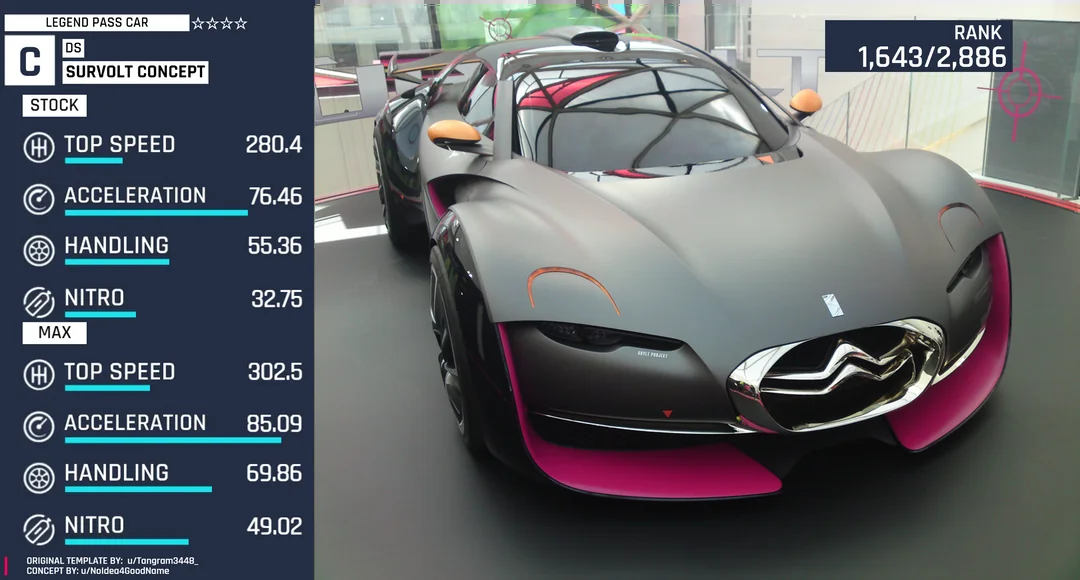 LEGEND PASS CAR ☆☆☆☆
C
DS
SURVOLT CONCEPT
RANK
1,643/2,886
STOCK
TOP SPEED 280.4
ACCELERATION 76.46
HANDLING 55.36
NITRO 32.75
MAX
TOP SPEED 302.5
ACCELERATION 85.09
HANDLING 69.86
NITRO 49.02
ORIGINAL TEMPLATE BY: u/Tangram3448_
CONCEPT BY: u/NoIdea4GoodName